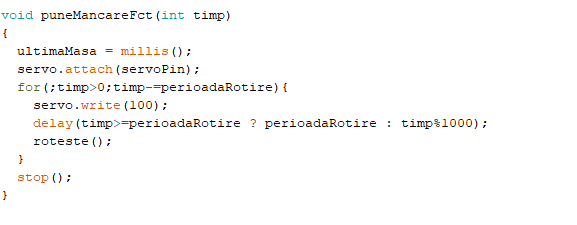 void puneMancareFct(int timp)
{
  ultimaMasa = millis();
  servo.attach(servoPin);
  for(;timp>0;timp-=perioadaRotire){
    servo.write(100);
    delay(timp>=perioadaRotire ? perioadaRotire : timp%1000);
    roteste();
  }
  stop();
}